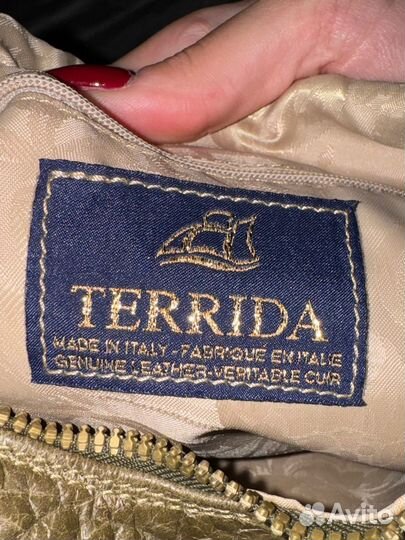 TERRIDA
MADE IN ITALY - FABRIQUE EN ITALIE
GENUINE LEATHER-VERITABLE CUIR
Avito